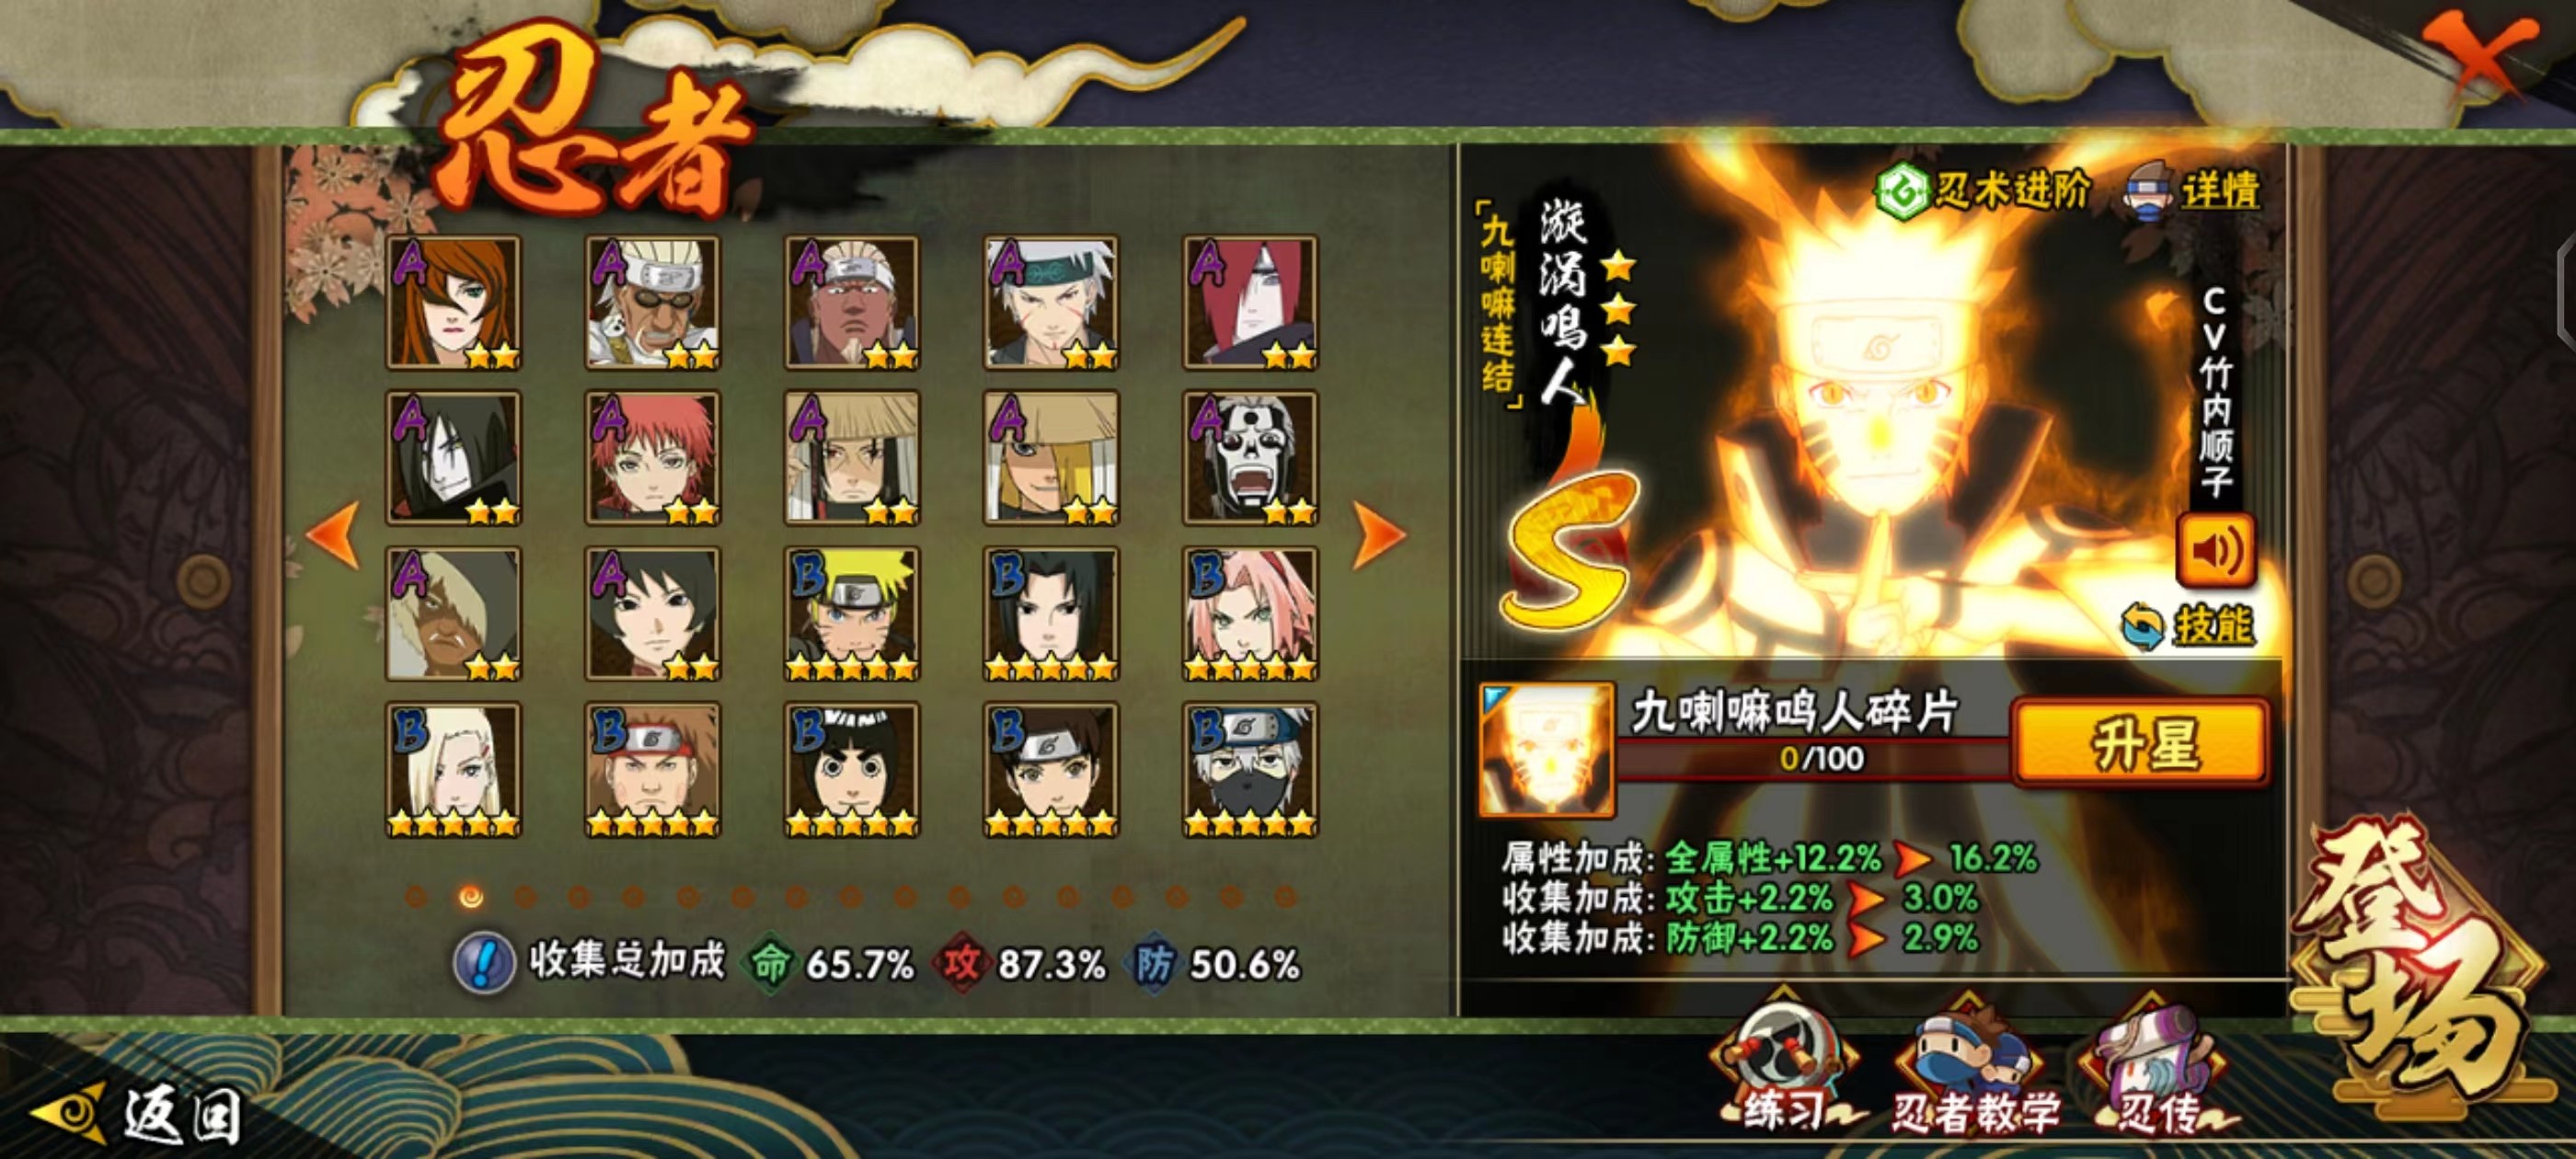 忍者
A
A
A
A
A
A
A
A
A
A
A
A
B
B
B
B
B
B
B
B
收集总加成 命 65.7% 攻 87.3% 防 50.6%
返回
「九喇嘛连结」
漩涡鸣人
S
忍术进阶
详情
CV竹内顺子
技能
九喇嘛鸣人碎片
0/100
升星
属性加成: 全属性+12.2% 16.2%
收集加成: 攻击+2.2% 3.0%
收集加成: 防御+2.2% 2.9%
练习
忍者教学
忍传
登场